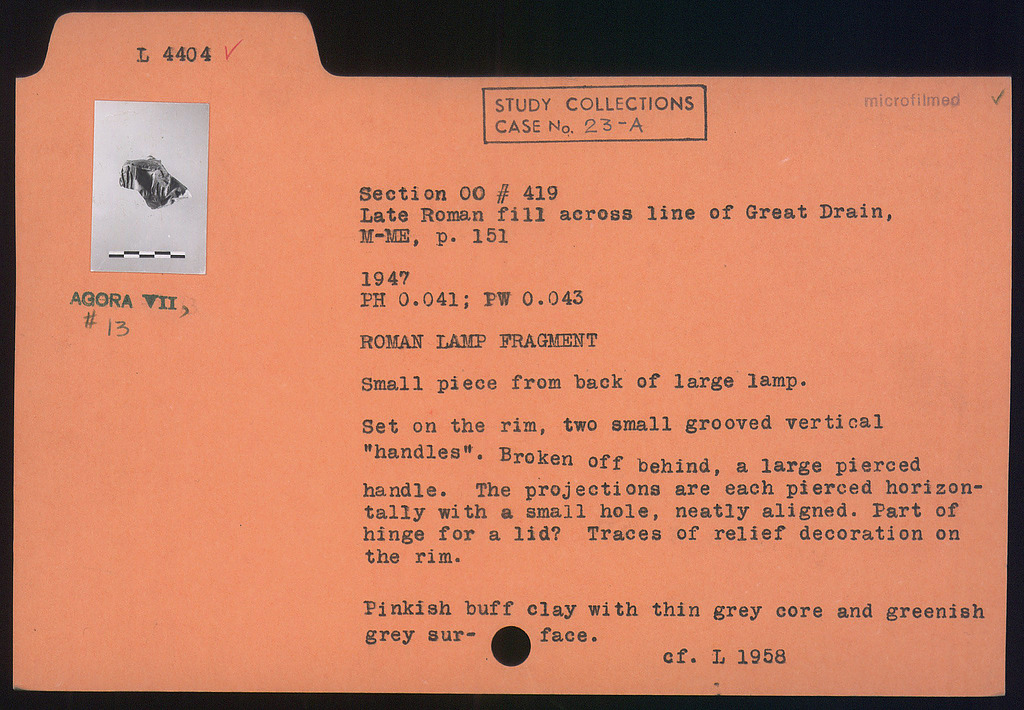 L 4404 ✓
STUDY COLLECTIONS
CASE No. 23-A
microfilmed ✓
Section OO # 419
Late Roman fill across line of Great Drain,
M-ME, p. 151
1947
PH 0.041; PW 0.043
AGORA VII,
# 13
ROMAN LAMP FRAGMENT
Small piece from back of large lamp.
Set on the rim, two small grooved vertical
"handles". Broken off behind, a large pierced
handle. The projections are each pierced horizon-
tally with a small hole, neatly aligned. Part of
hinge for a lid? Traces of relief decoration on
the rim.
Pinkish buff clay with thin grey core and greenish
grey sur- face.
cf. L 1958